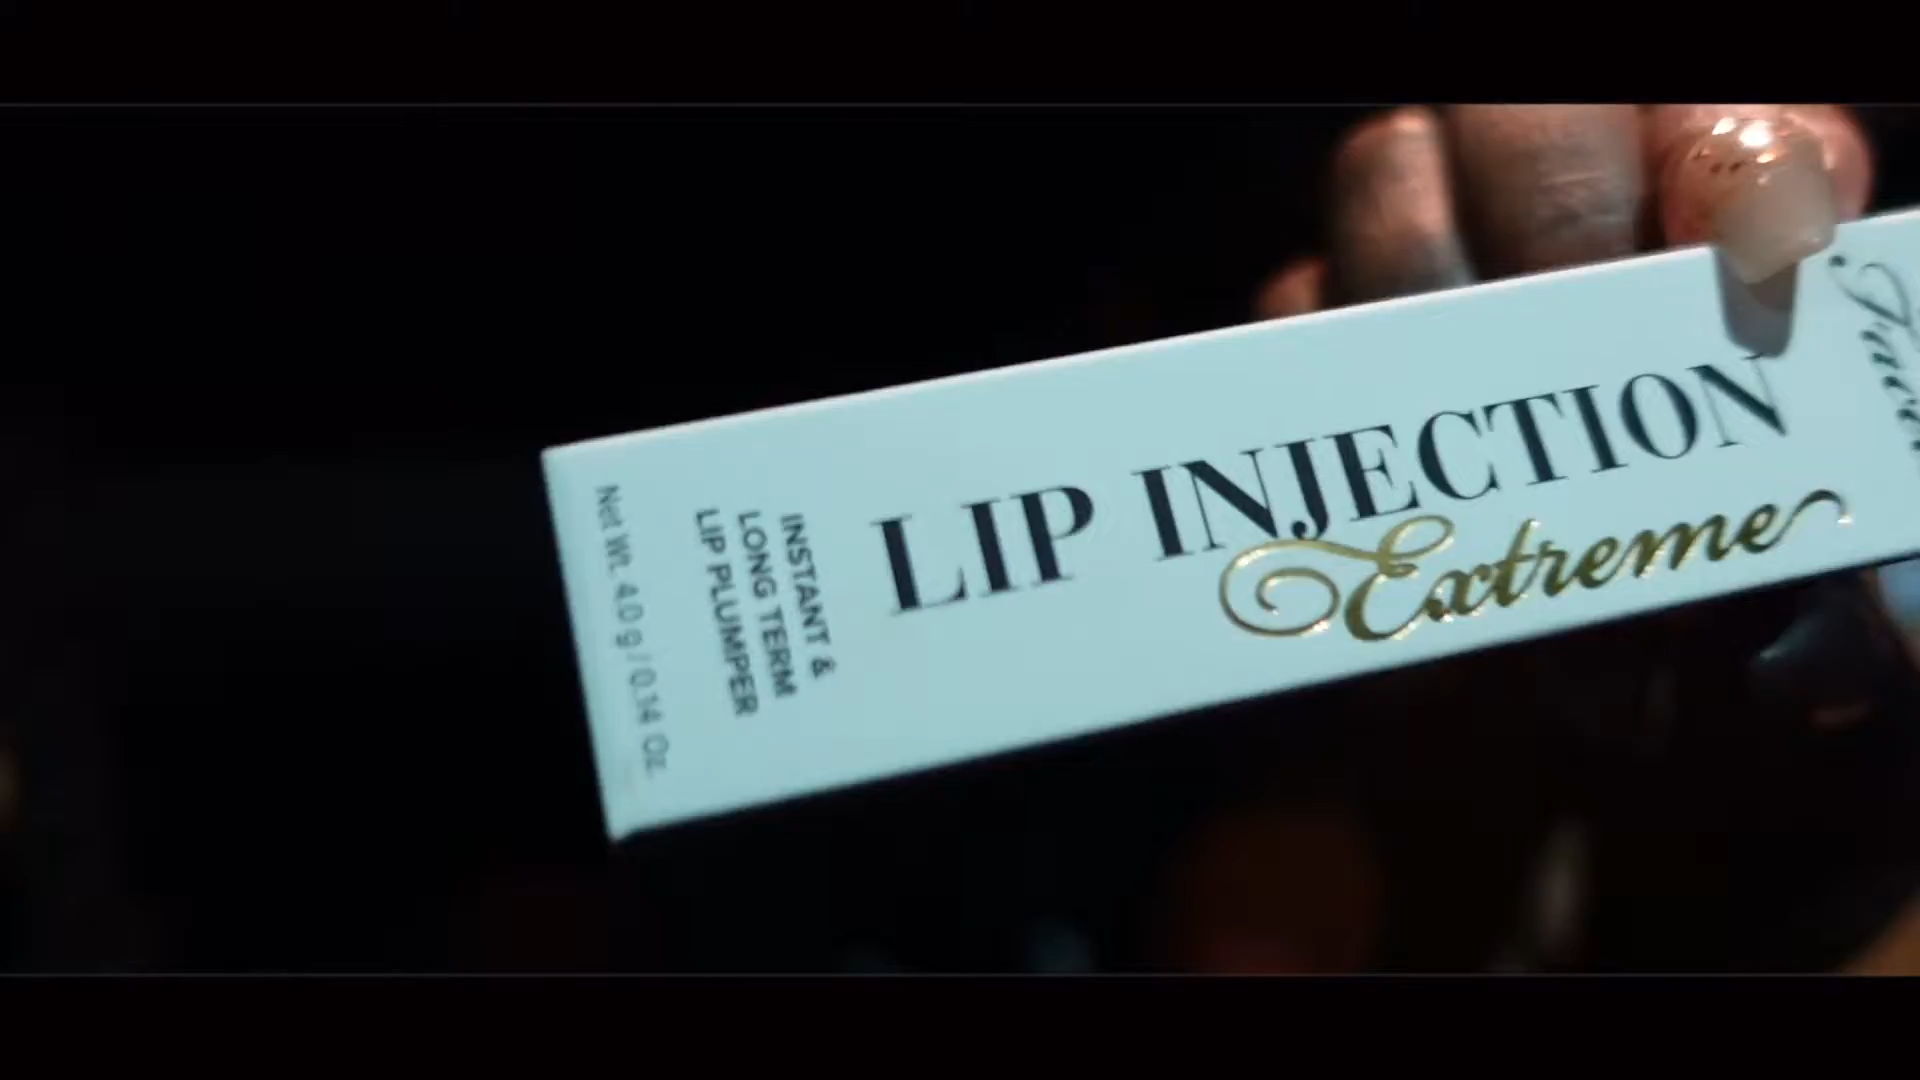 LIP INJECTION
Extreme
INSTANT &
LONG TERM
LIP PLUMPER
Net Wt. 4.0 g / 0.14 Oz.